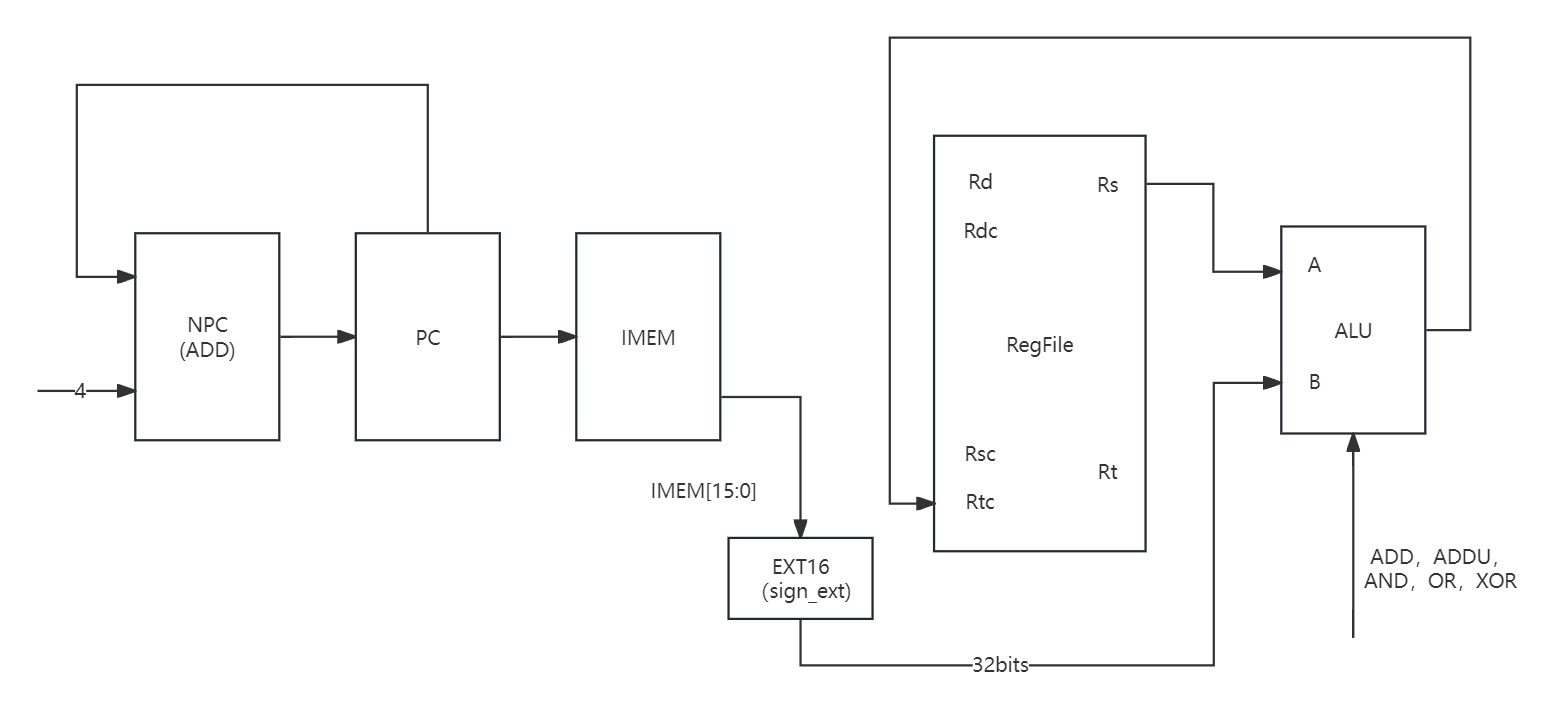 NPC
(ADD)
4
PC
IMEM
IMEM[15:0]
EXT16
(sign_ext)
32bits
Rd
Rs
Rdc
RegFile
Rsc
Rt
Rtc
A
ALU
B
ADD，ADDU，
AND，OR，XOR